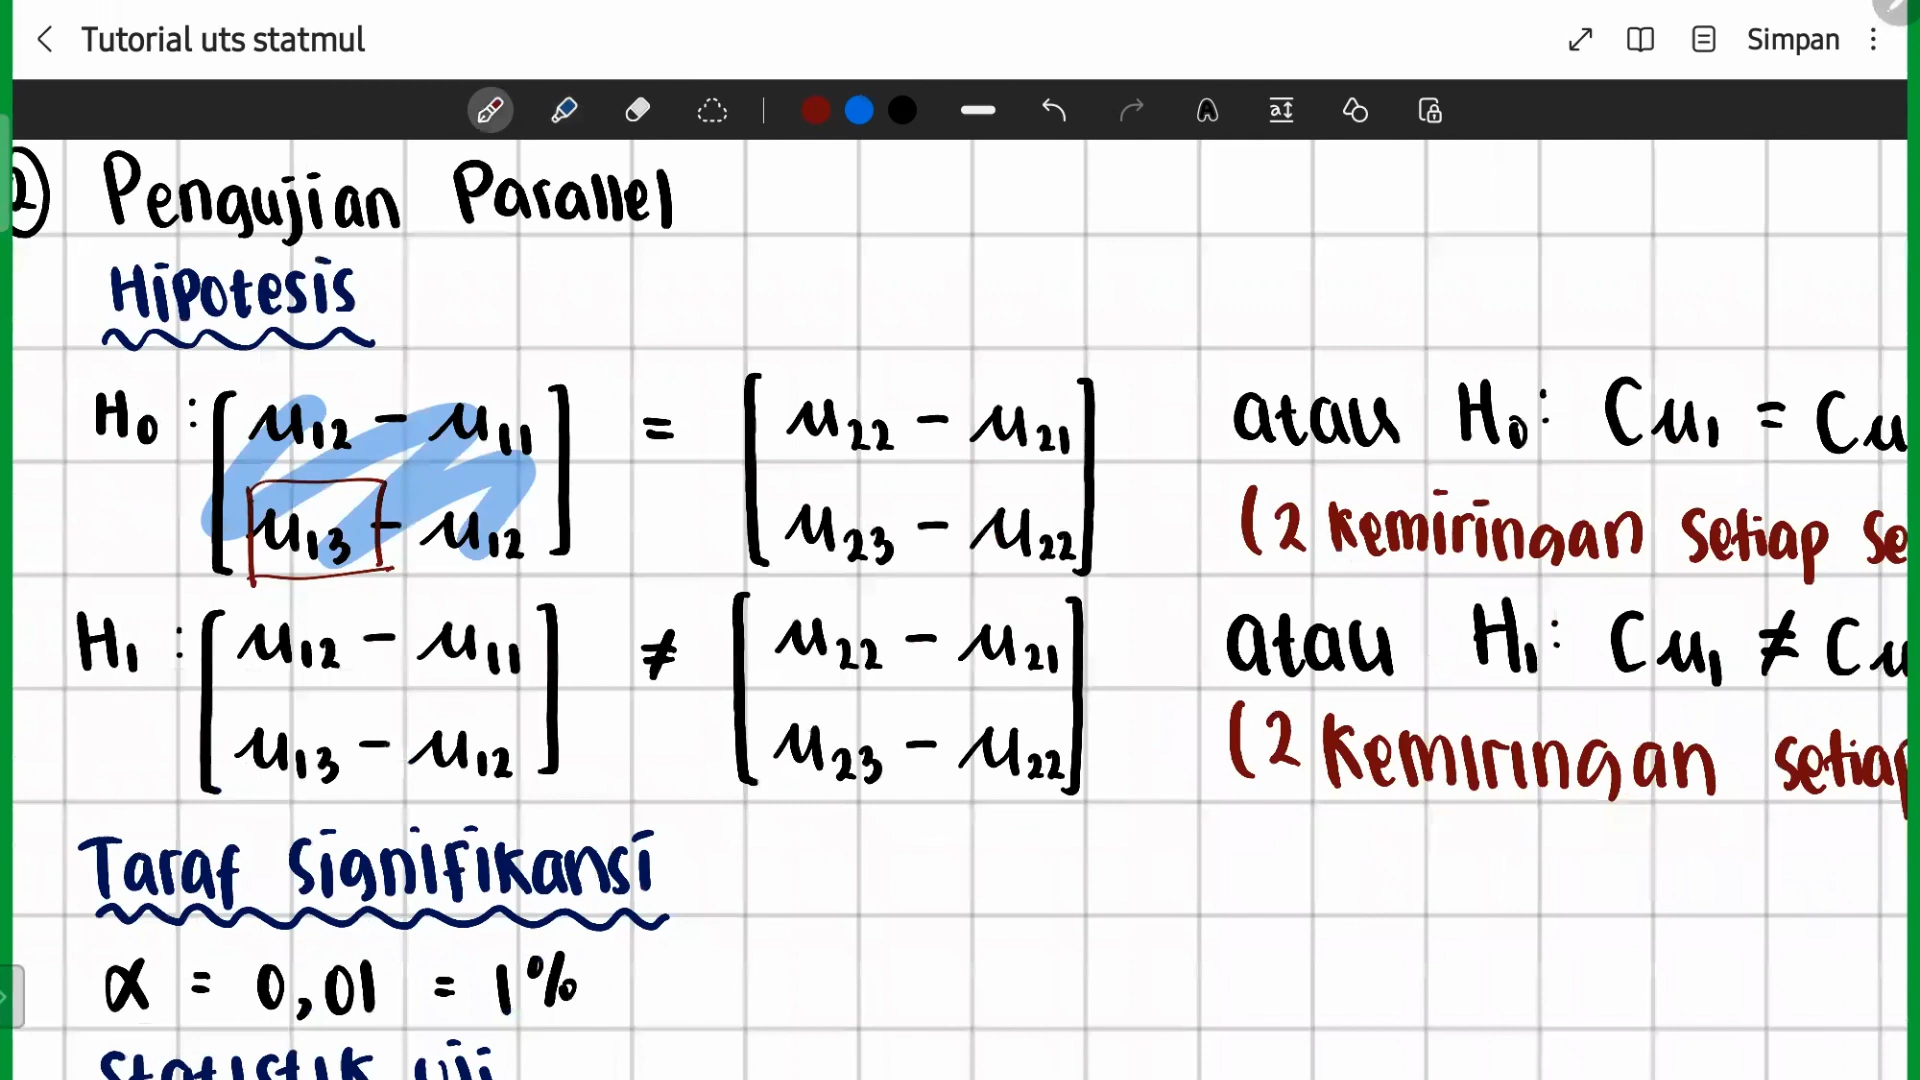 Tutorial uts statmul
Simpan
Pengujian Parallel
Hipotesis
H₀ : [ μ₁₂ - μ₁₁ ] = [ μ₂₂ - μ₂₁ ] atau H₀: Cμ₁ = Cμ
[ μ₁₃ - μ₁₂ ] [ μ₂₃ - μ₂₂ ] (2 kemiringan setiap se
H₁ : [ μ₁₂ - μ₁₁ ] ≠ [ μ₂₂ - μ₂₁ ] atau H₁: Cμ₁ ≠ Cμ
[ μ₁₃ - μ₁₂ ] [ μ₂₃ - μ₂₂ ] (2 kemiringan setiap
Taraf Signifikansi
α = 0,01 = 1%
Statistik uji